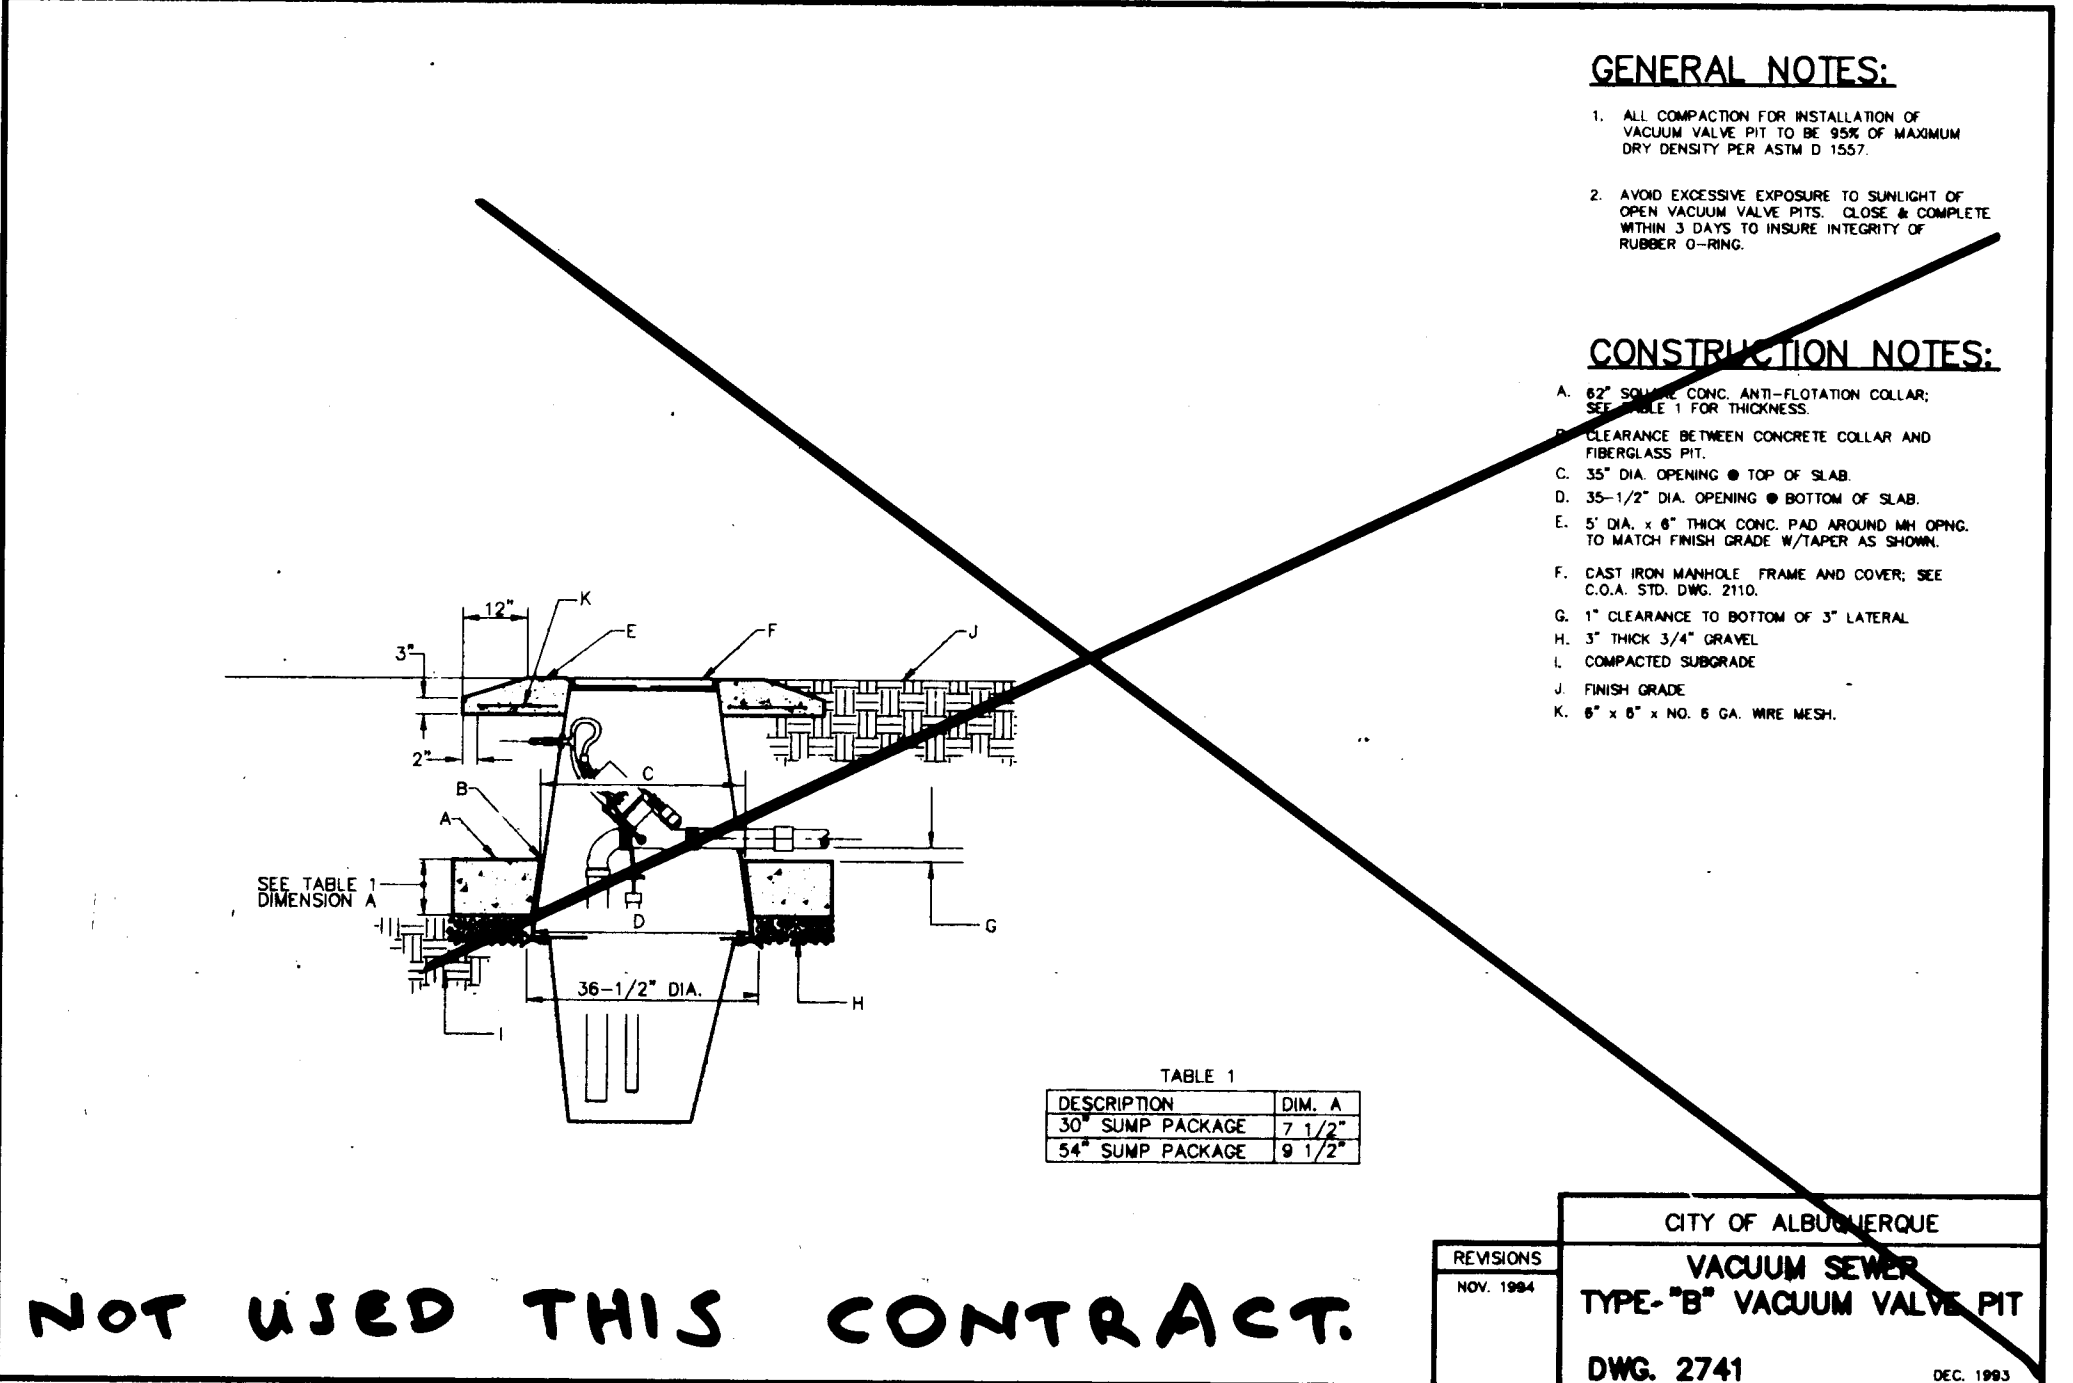 GENERAL NOTES:
1. ALL COMPACTION FOR INSTALLATION OF
VACUUM VALVE PIT TO BE 95% OF MAXIMUM
DRY DENSITY PER ASTM D 1557.
2. AVOID EXCESSIVE EXPOSURE TO SUNLIGHT OF
OPEN VACUUM VALVE PITS. CLOSE & COMPLETE
WITHIN 3 DAYS TO INSURE INTEGRITY OF
RUBBER O-RING.
CONSTRUCTION NOTES:
A. 62" SQUARE CONC. ANTI-FLOTATION COLLAR;
SEE TABLE 1 FOR THICKNESS.
B. CLEARANCE BETWEEN CONCRETE COLLAR AND
FIBERGLASS PIT.
C. 35" DIA. OPENING @ TOP OF SLAB.
D. 35-1/2" DIA. OPENING @ BOTTOM OF SLAB.
E. 5' DIA. x 6" THICK CONC. PAD AROUND MH OPNG.
TO MATCH FINISH GRADE W/TAPER AS SHOWN.
F. CAST IRON MANHOLE FRAME AND COVER; SEE
C.O.A. STD. DWG. 2110.
G. 1" CLEARANCE TO BOTTOM OF 3" LATERAL
H. 3" THICK 3/4" GRAVEL
I. COMPACTED SUBGRADE
J. FINISH GRADE
K. 6" x 6" x NO. 6 GA. WIRE MESH.
12"
K
E
F
J
3"
2"
C
B
A
SEE TABLE 1
DIMENSION A
D
G
36-1/2" DIA.
H
I
TABLE 1
DESCRIPTION DIM. A
30" SUMP PACKAGE 7 1/2"
54" SUMP PACKAGE 9 1/2"
NOT USED THIS CONTRACT.
REVISIONS
NOV. 1994
CITY OF ALBUQUERQUE
VACUUM SEWER
TYPE-"B" VACUUM VALVE PIT
DWG. 2741
DEC. 1993